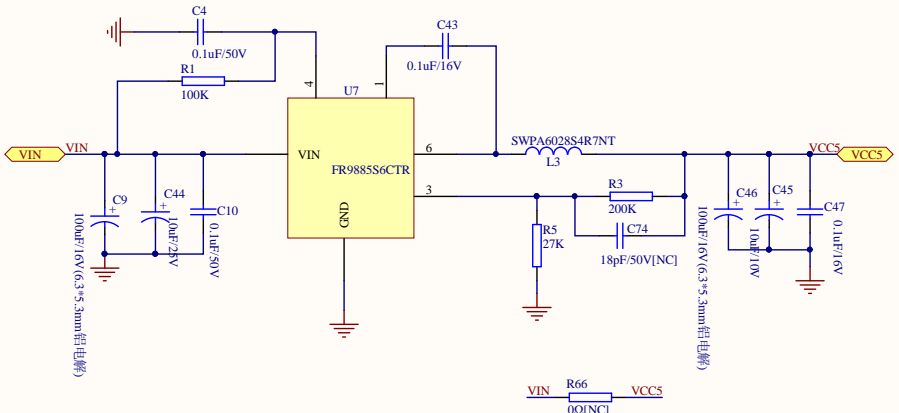 C4
0.1uF/50V
R1
100K
C43
0.1uF/16V
U7
4
1
VIN
VIN
VIN
FR9885S6CTR
GND
6
3
SWPA6028S4R7NT
L3
VCC5
VCC5
C9
100uF/16V(6.3*5.3mm铝电解)
C44
10uF/25V
C10
0.1uF/50V
R3
200K
R5
27K
C74
18pF/50V[NC]
C46
100uF/16V(6.3*5.3mm铝电解)
C45
10uF/10V
C47
0.1uF/16V
VIN
R66
VCC5
0Ω[NC]